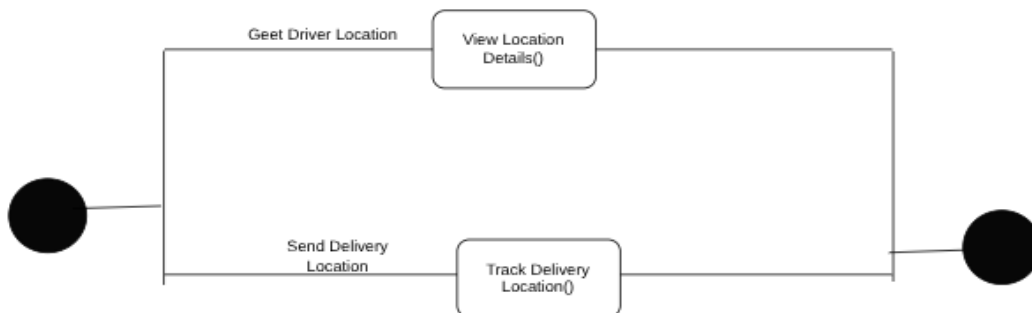 Geet Driver Location
View Location
Details()
Send Delivery
Location
Track Delivery
Location()